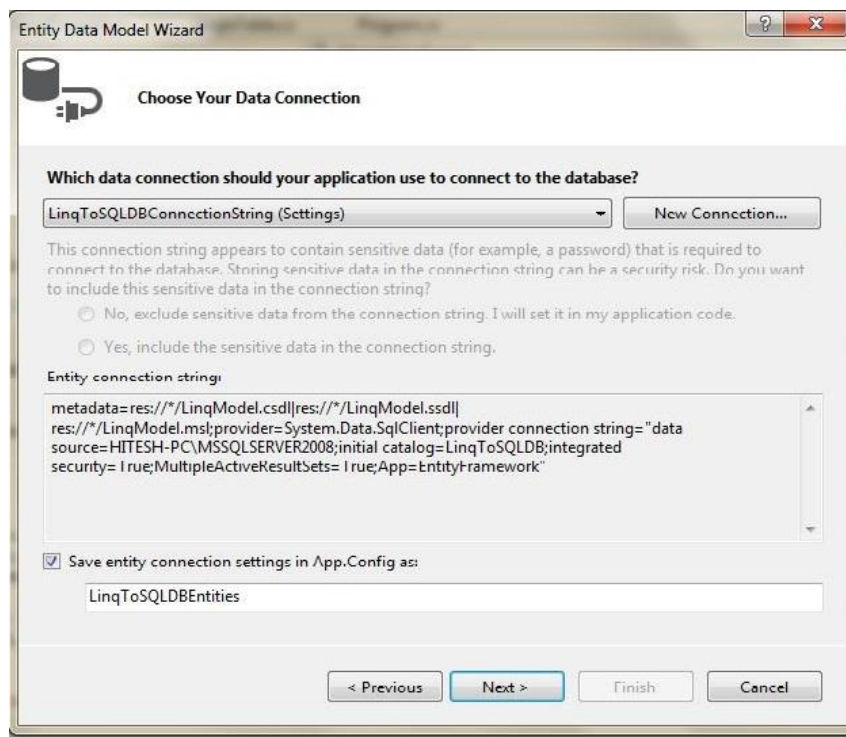 Entity Data Model Wizard
Choose Your Data Connection
Which data connection should your application use to connect to the database?
LinqToSQLDBConnectionString (Settings)
New Connection...
This connection string appears to contain sensitive data (for example, a password) that is required to
connect to the database. Storing sensitive data in the connection string can be a security risk. Do you want
to include this sensitive data in the connection string?
No, exclude sensitive data from the connection string. I will set it in my application code.
Yes, include the sensitive data in the connection string.
Entity connection string:
metadata=res://*/LinqModel.csdl|res://*/LinqModel.ssdl|
res://*/LinqModel.msl;provider=System.Data.SqlClient;provider connection string="data
source=HITESH-PC\MSSQLSERVER2008;initial catalog=LinqToSQLDB;integrated
security=True;MultipleActiveResultSets=True;App=EntityFramework"
Save entity connection settings in App.Config as:
LinqToSQLDBEntities
< Previous
Next >
Finish
Cancel